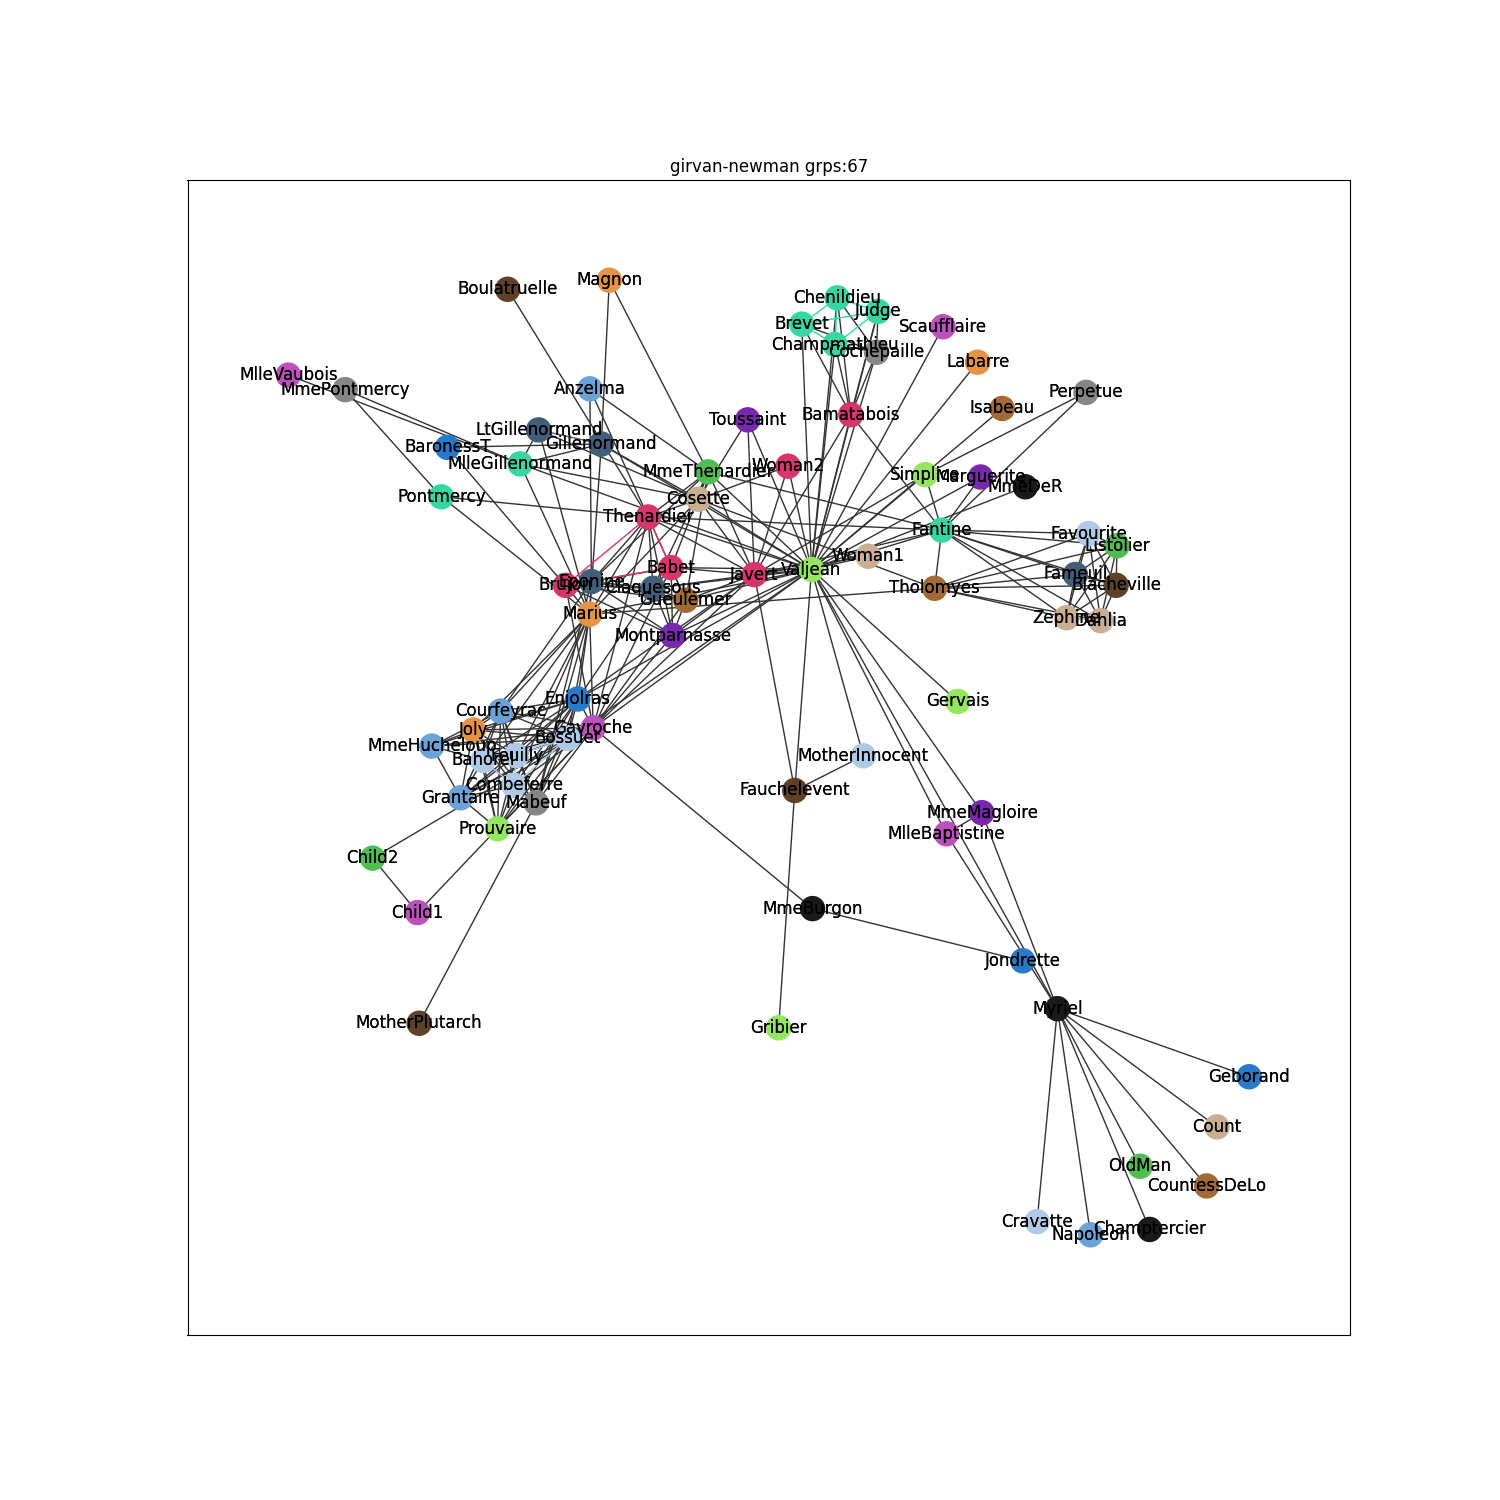 girvan-newman grps:67
Magnon
Boulatruelle
Chenildjeu
Judge
Brevet
Scaufflaire
Champmathieu
Cochepaille
Labarre
MlleVaubois
MmePontmercy
Anzelma
Perpetue
Isabeau
Bamatabois
Toussaint
LtGillenormand
Gillenormand
BaronessT
MlleGillenormand
MmeThenardier
Woman2
Simplice
Marguerite
MmeDeR
Pontmercy
Cosette
Thenardier
Fantine
Favourite
Listolier
Woman1
Babet
Javert
Valjean
Fameuil
Brujon
Eponine
Claquesous
Tholomyes
Blacheville
Gueulemer
Marius
Zephine
Dahlia
Montparnasse
Enjolras
Gervais
Courfeyrac
Joly
Gavroche
Bossuet
MmeHucheloup
Bahorel
Feuilly
MotherInnocent
Combeferre
Fauchelevent
Grantaire
Mabeuf
MmeMagloire
Prouvaire
MlleBaptistine
Child2
MmeBurgon
Child1
Jondrette
Myriel
MotherPlutarch
Gribier
Geborand
Count
OldMan
CountessDeLo
Cravatte
Napoleon
Champtercier